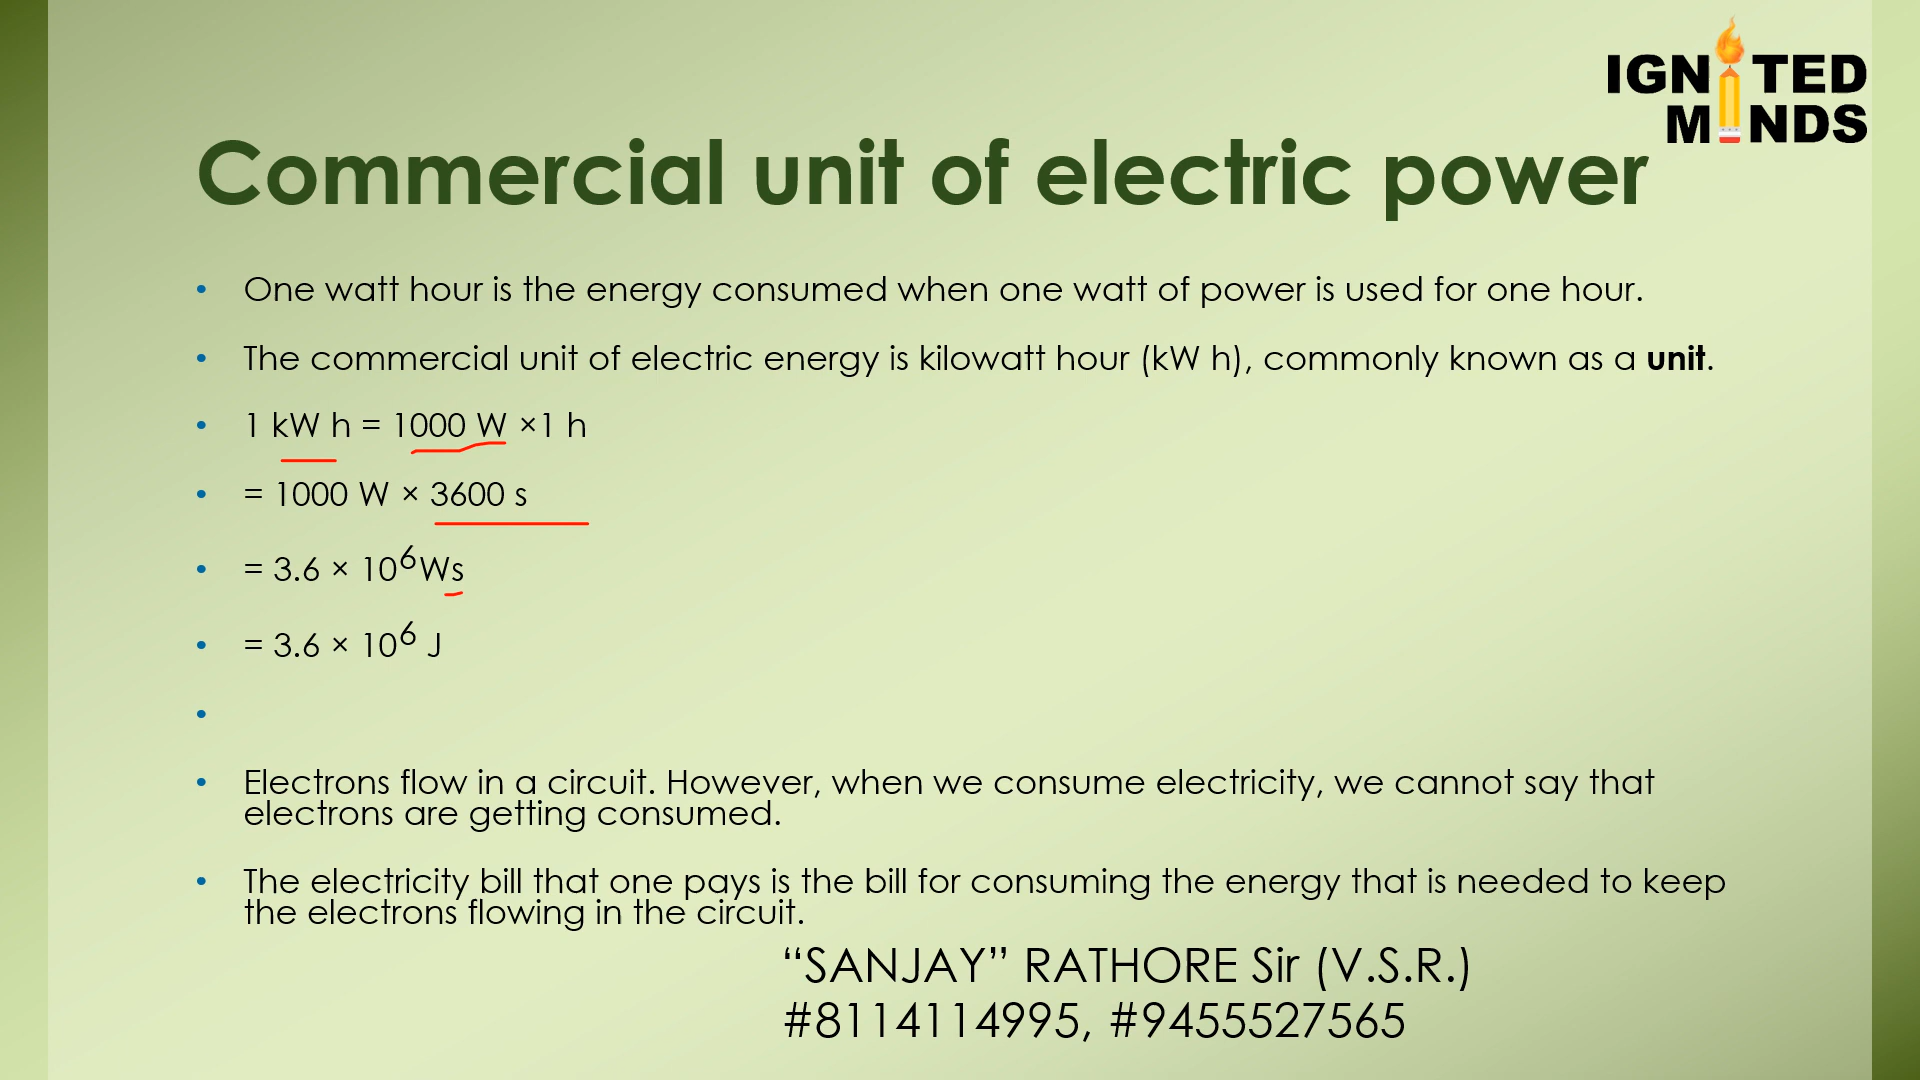 IGNITED
MINDS
Commercial unit of electric power
• One watt hour is the energy consumed when one watt of power is used for one hour.
• The commercial unit of electric energy is kilowatt hour (kW h), commonly known as a unit.
• 1 kW h = 1000 W ×1 h
• = 1000 W × 3600 s
• = 3.6 × 10⁶Ws
• = 3.6 × 10⁶ J
•
• Electrons flow in a circuit. However, when we consume electricity, we cannot say that
electrons are getting consumed.
• The electricity bill that one pays is the bill for consuming the energy that is needed to keep
the electrons flowing in the circuit.
“SANJAY” RATHORE Sir (V.S.R.)
#8114114995, #9455527565